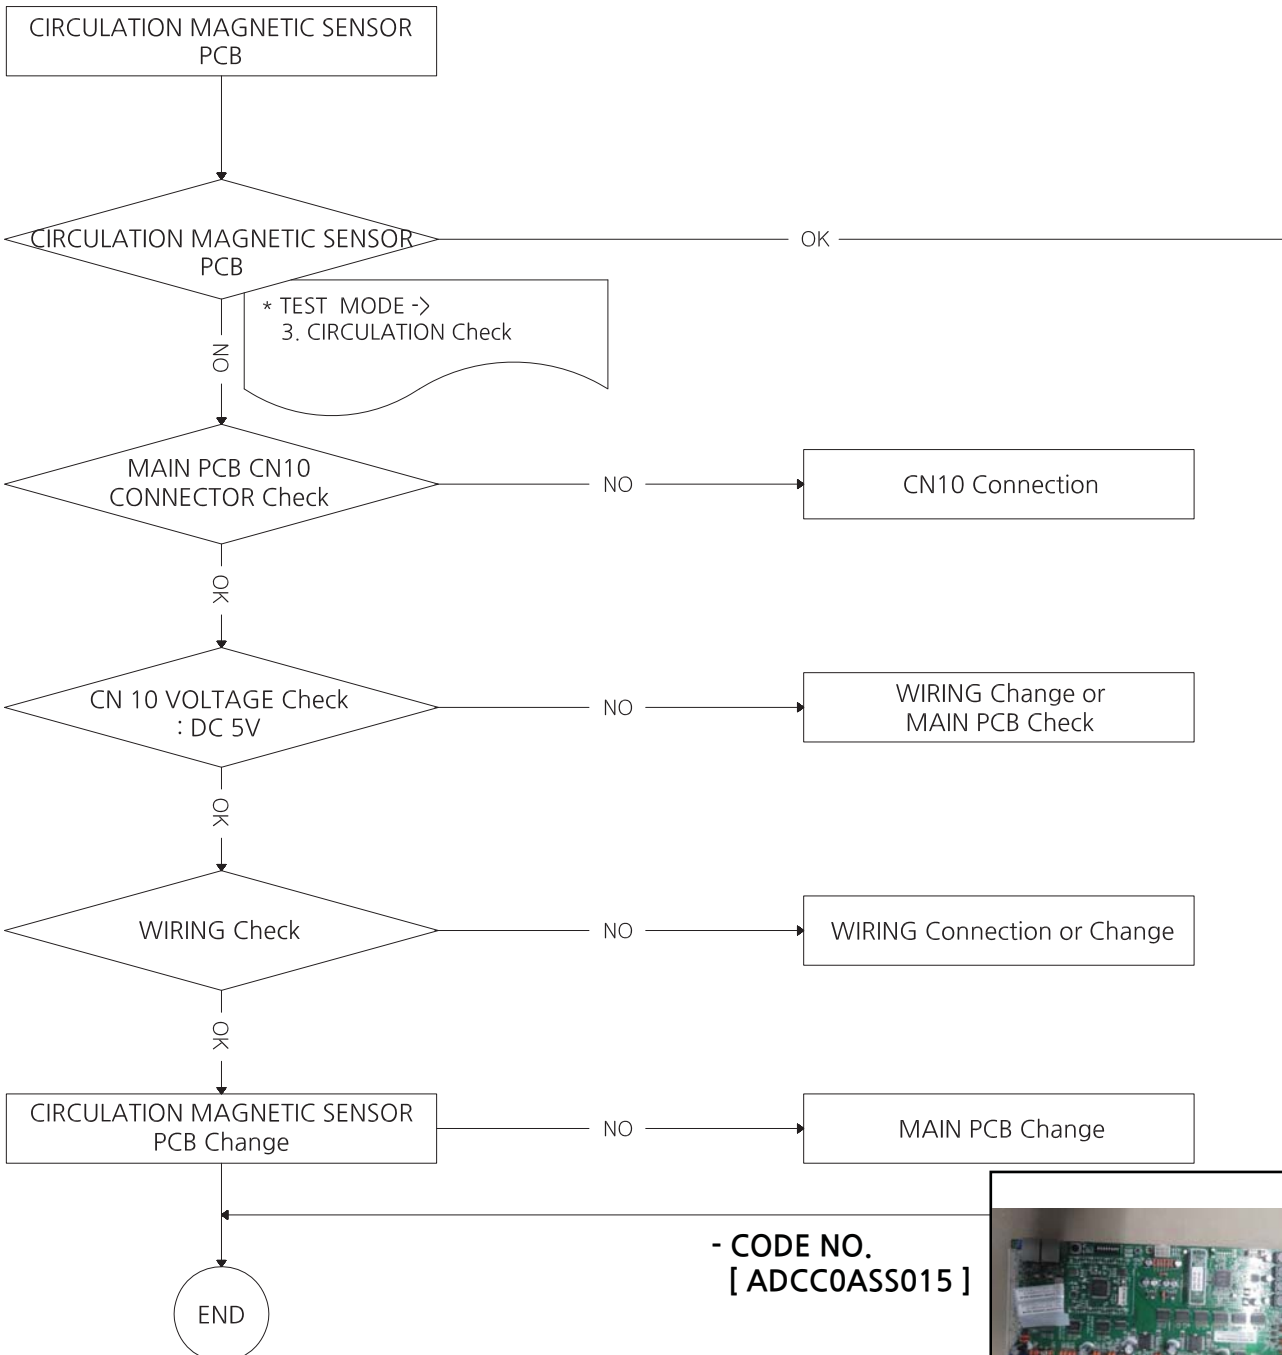 CIRCULATION MAGNETIC SENSOR
PCB
CIRCULATION MAGNETIC SENSOR
PCB
OK
* TEST MODE ->
3. CIRCULATION Check
NO
MAIN PCB CN10
CONNECTOR Check
NO
CN10 Connection
OK
CN 10 VOLTAGE Check
: DC 5V
NO
WIRING Change or
MAIN PCB Check
OK
WIRING Check
NO
WIRING Connection or Change
OK
CIRCULATION MAGNETIC SENSOR
PCB Change
NO
MAIN PCB Change
- CODE NO.
[ ADCC0ASS015 ]
END